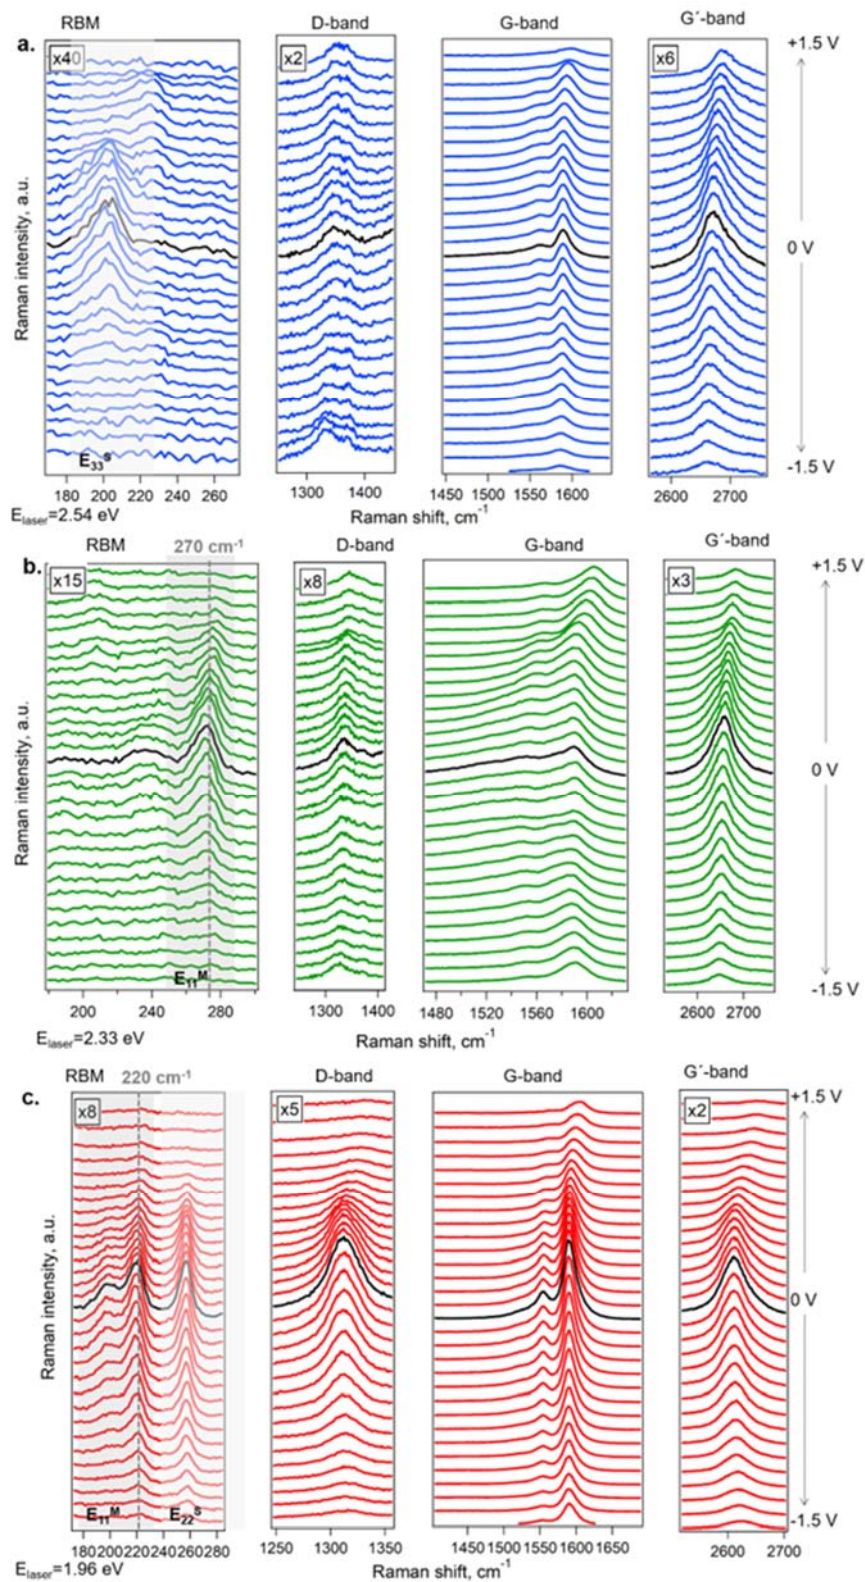 RBM D-band G-band G´-band
a. x40 x2 x6 +1.5 V
Raman intensity, a.u.
0 V
E₃₃ˢ
-1.5 V
180 200 220 240 260 1300 1400 1450 1500 1550 1600 2600 2700
E_laser=2.54 eV Raman shift, cm⁻¹
RBM 270 cm⁻¹ D-band G-band G´-band
b. x15 x8 x3 +1.5 V
Raman intensity, a.u.
0 V
E₁₁ᴹ
-1.5 V
200 240 280 1300 1400 1480 1520 1560 1600 2600 2700
E_laser=2.33 eV Raman shift, cm⁻¹
RBM 220 cm⁻¹ D-band G-band G´-band
c. x8 x5 x2 +1.5 V
Raman intensity, a.u.
0 V
E₁₁ᴹ E₂₂ˢ
-1.5 V
180 200 220 240 260 280 1250 1300 1350 1450 1500 1550 1600 1650 2600 2700
E_laser=1.96 eV Raman shift, cm⁻¹